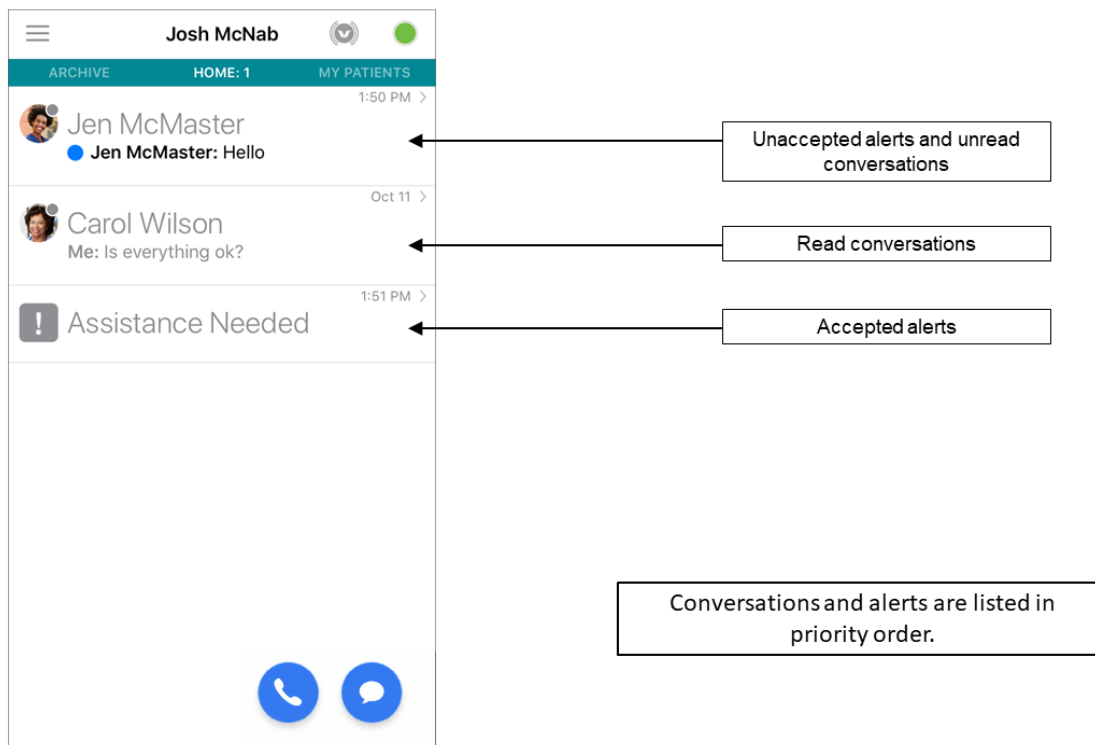 Josh McNab
ARCHIVE HOME: 1 MY PATIENTS
1:50 PM
Jen McMaster
Jen McMaster: Hello
Unaccepted alerts and unread
conversations
Oct 11
Carol Wilson
Me: Is everything ok?
Read conversations
1:51 PM
! Assistance Needed
Accepted alerts
Conversations and alerts are listed in
priority order.